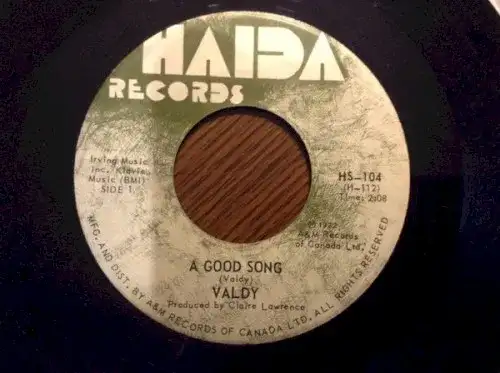 HAIDA
RECORDS
Irving Music
Inc. Klavie
Music (BMI)
SIDE 1
HS-104
(H-112)
Time: 2:08
℗ 1972
A&M Records
of Canada Ltd.
A GOOD SONG
(Valdy)
VALDY
Produced by Claire Lawrence
MFG. AND DIST. BY A&M RECORDS OF CANADA LTD. ALL RIGHTS RESERVED